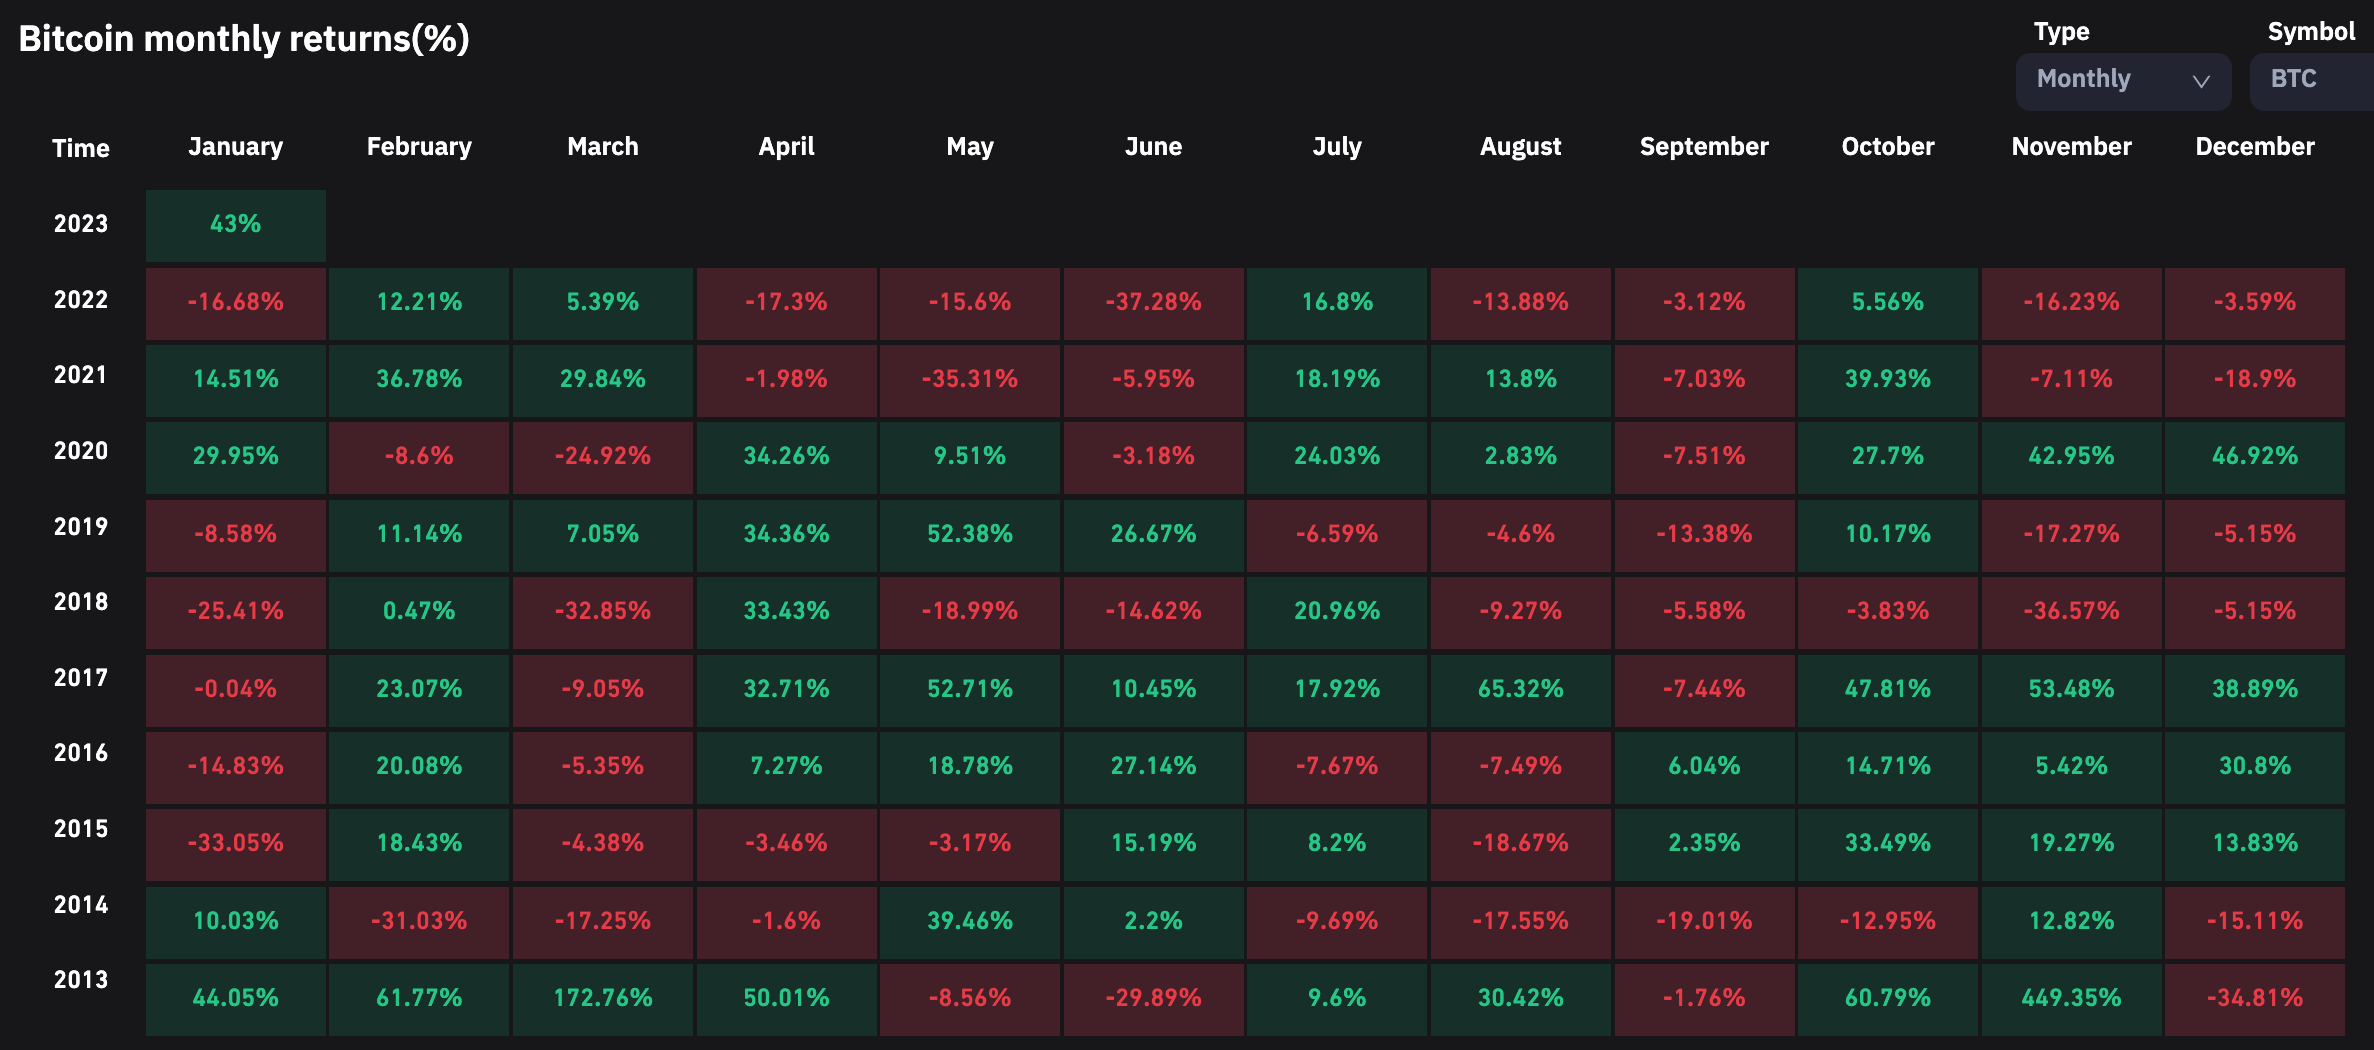 Bitcoin monthly returns(%)
Type Symbol
Monthly BTC
Time January February March April May June July August September October November December
2023 43%
2022 -16.68% 12.21% 5.39% -17.3% -15.6% -37.28% 16.8% -13.88% -3.12% 5.56% -16.23% -3.59%
2021 14.51% 36.78% 29.84% -1.98% -35.31% -5.95% 18.19% 13.8% -7.03% 39.93% -7.11% -18.9%
2020 29.95% -8.6% -24.92% 34.26% 9.51% -3.18% 24.03% 2.83% -7.51% 27.7% 42.95% 46.92%
2019 -8.58% 11.14% 7.05% 34.36% 52.38% 26.67% -6.59% -4.6% -13.38% 10.17% -17.27% -5.15%
2018 -25.41% 0.47% -32.85% 33.43% -18.99% -14.62% 20.96% -9.27% -5.58% -3.83% -36.57% -5.15%
2017 -0.04% 23.07% -9.05% 32.71% 52.71% 10.45% 17.92% 65.32% -7.44% 47.81% 53.48% 38.89%
2016 -14.83% 20.08% -5.35% 7.27% 18.78% 27.14% -7.67% -7.49% 6.04% 14.71% 5.42% 30.8%
2015 -33.05% 18.43% -4.38% -3.46% -3.17% 15.19% 8.2% -18.67% 2.35% 33.49% 19.27% 13.83%
2014 10.03% -31.03% -17.25% -1.6% 39.46% 2.2% -9.69% -17.55% -19.01% -12.95% 12.82% -15.11%
2013 44.05% 61.77% 172.76% 50.01% -8.56% -29.89% 9.6% 30.42% -1.76% 60.79% 449.35% -34.81%